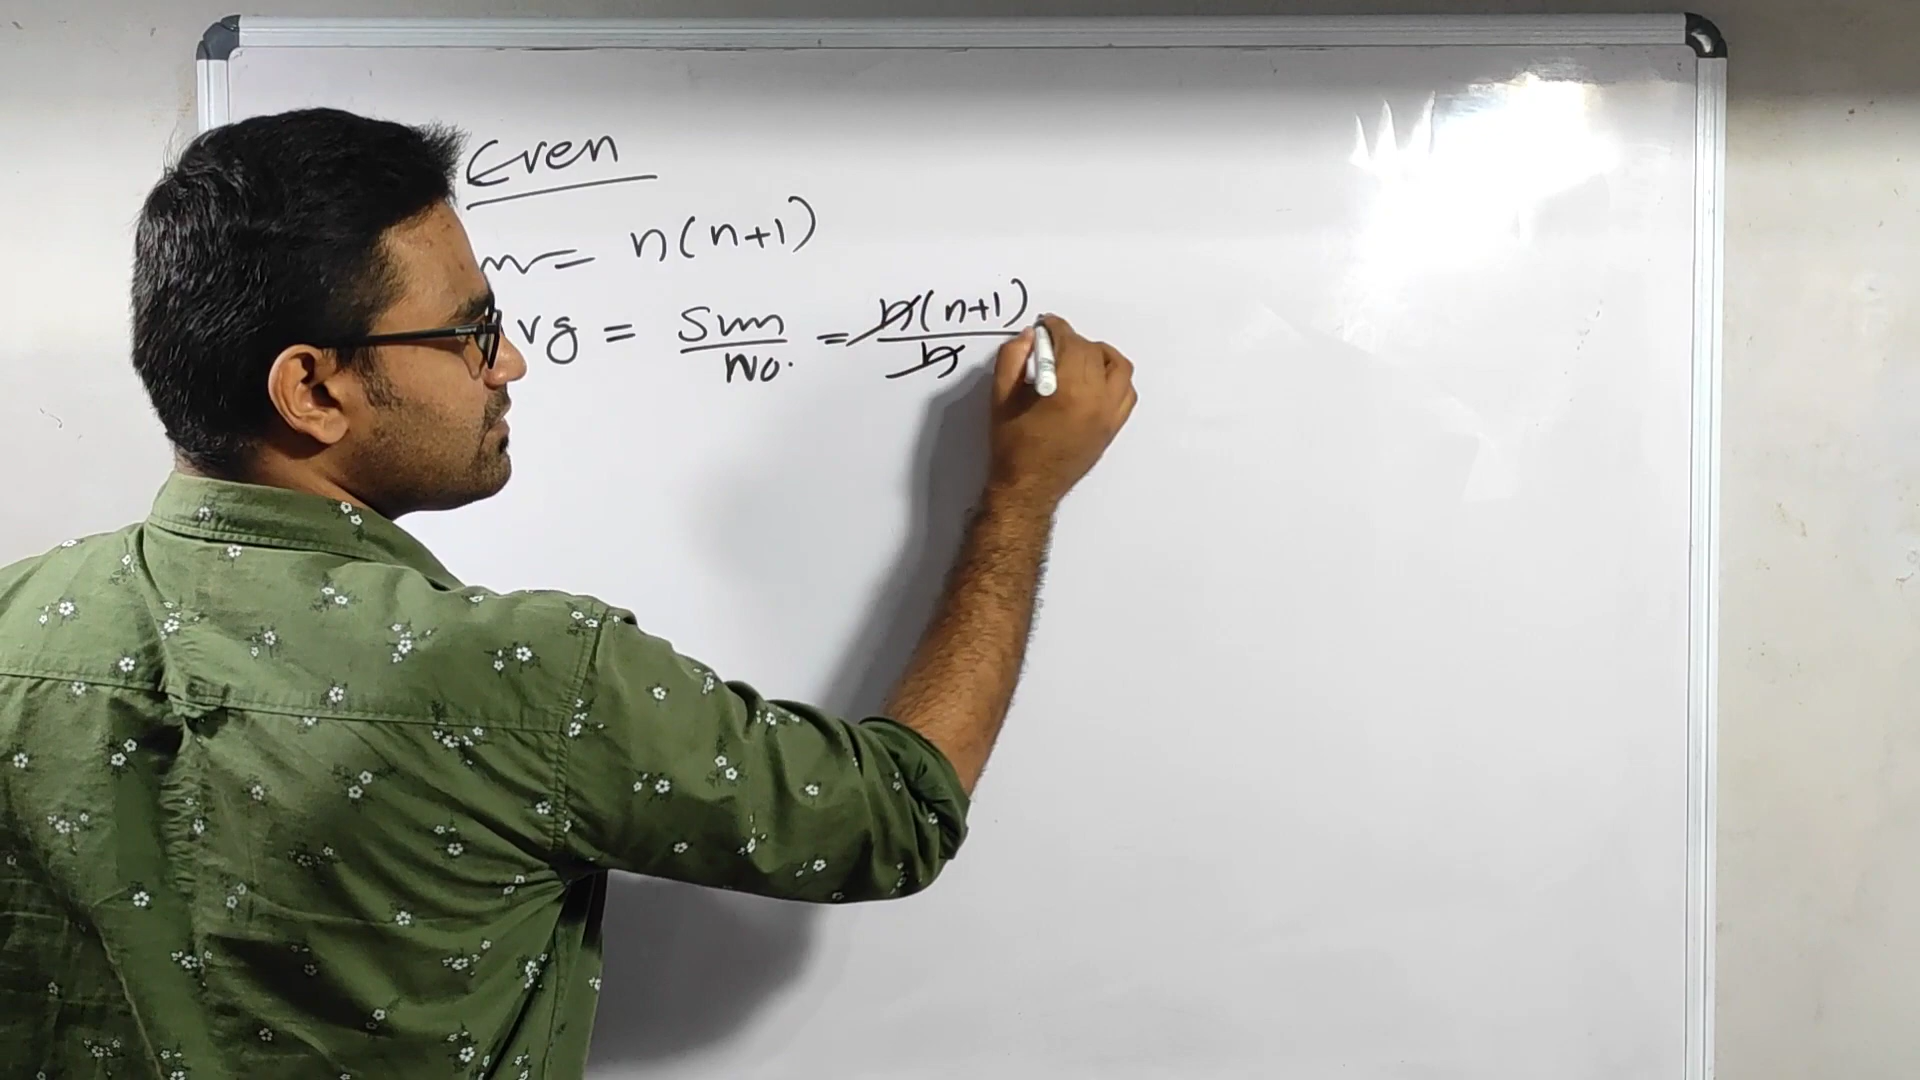 Even
m = n(n+1)
vg = Sum/No. = n(n+1)/n